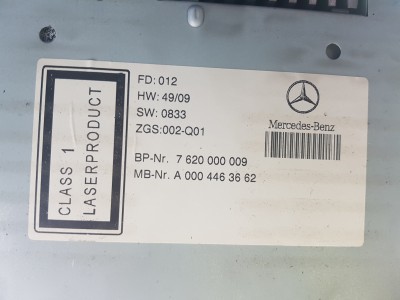 CLASS 1
LASERPRODUCT
FD: 012
HW: 49/09
SW: 0833
ZGS:002-Q01
BP-Nr. 7 620 000 009
MB-Nr. A 000 446 36 62
Mercedes-Benz